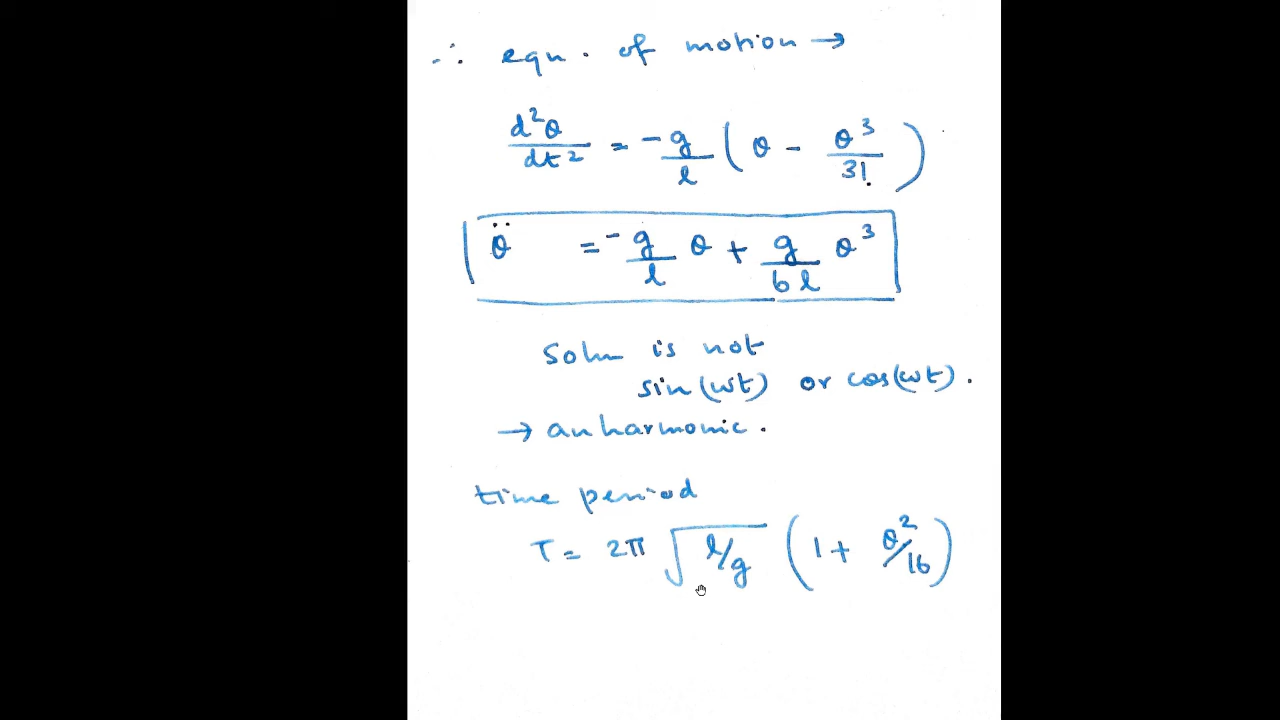 ∴ equn. of motion →
d²θ/dt² = -g/l (θ - θ³/3!)
θ̈ = -g/l θ + g/6l θ³
Soln is not
sin(ωt) or cos(ωt).
→ anharmonic.
time period
T = 2π √l/g (1 + θ²/16)